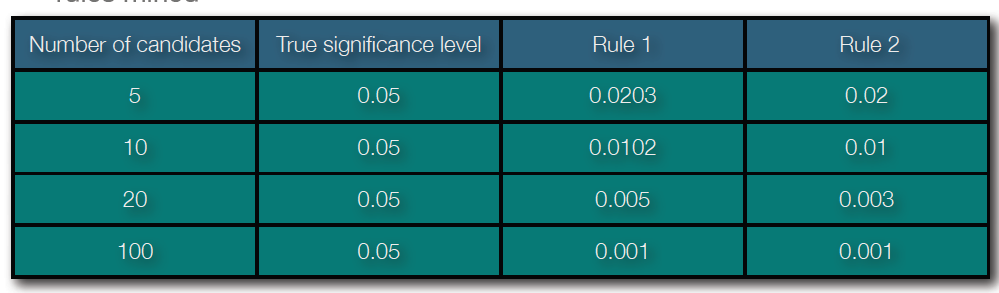 rules mined
Number of candidates True significance level Rule 1 Rule 2
5 0.05 0.0203 0.02
10 0.05 0.0102 0.01
20 0.05 0.005 0.003
100 0.05 0.001 0.001